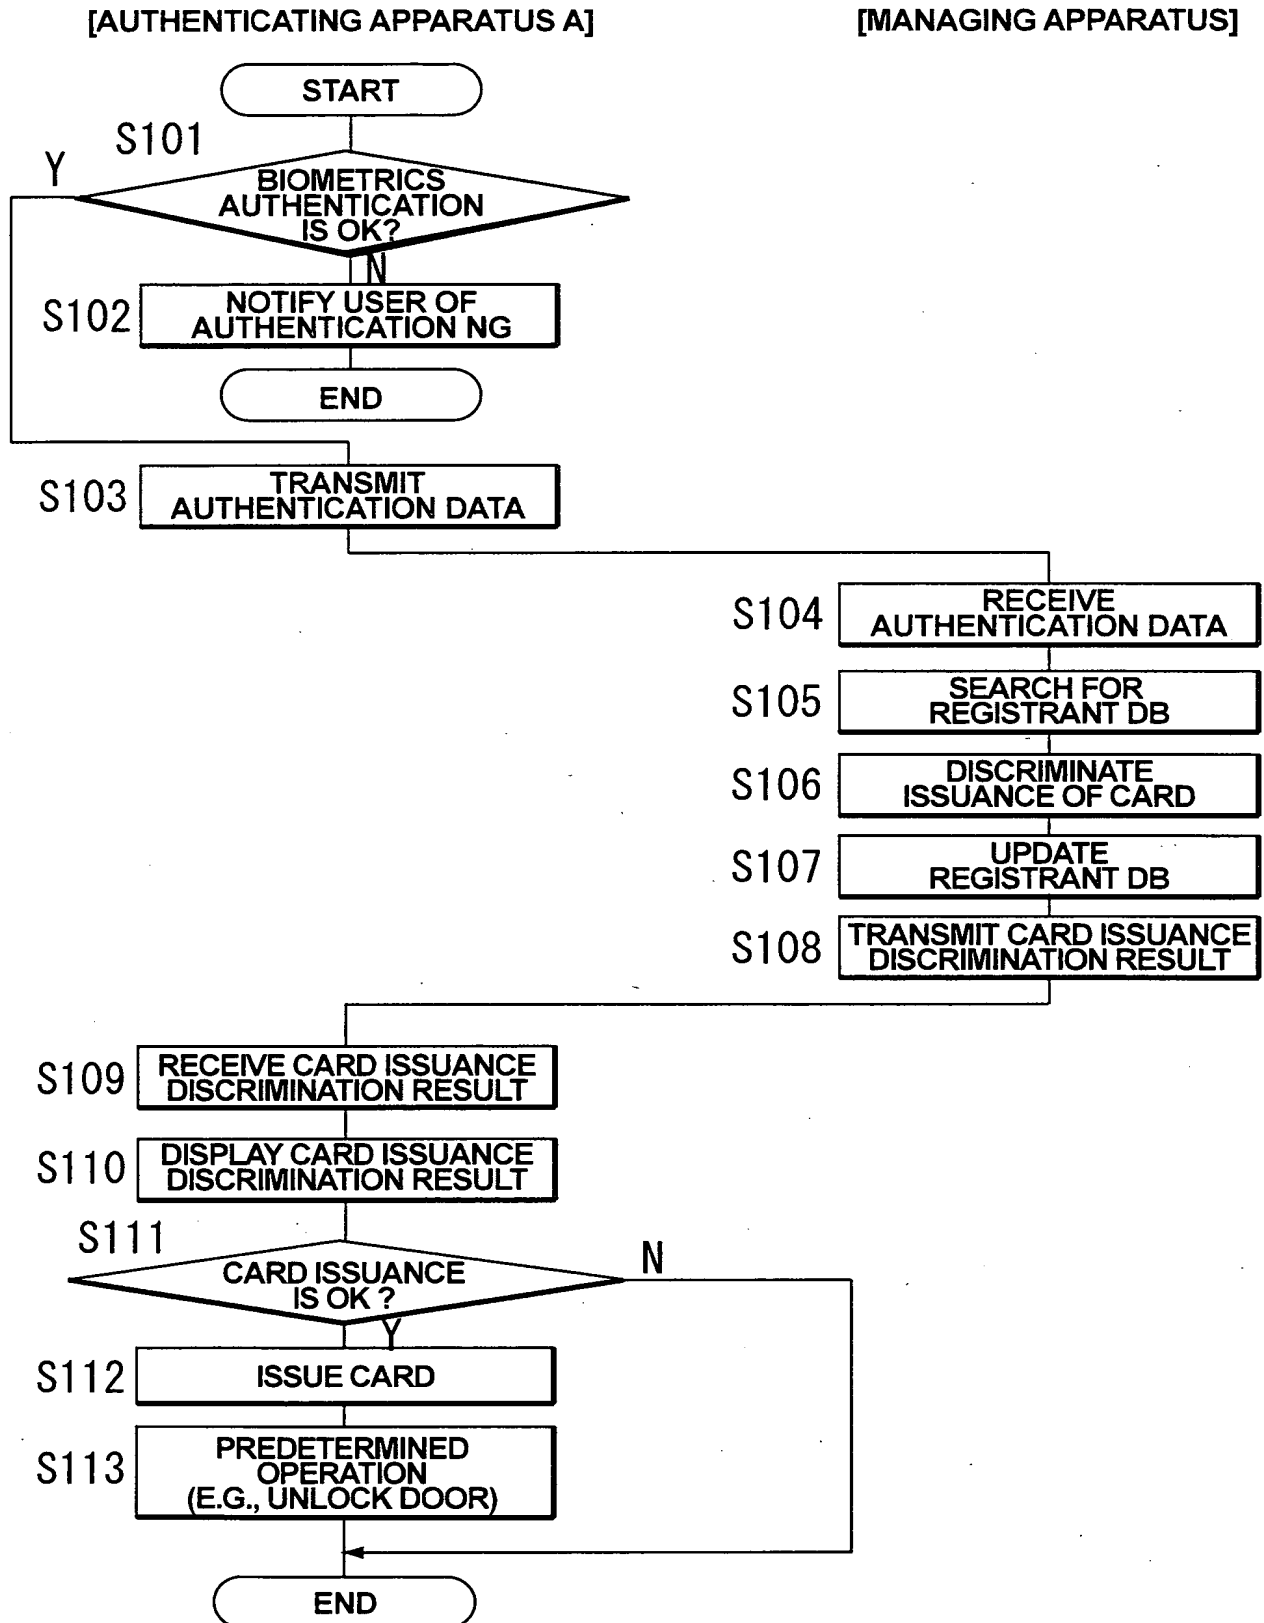 [AUTHENTICATING APPARATUS A]
[MANAGING APPARATUS]
START
S101
Y
BIOMETRICS
AUTHENTICATION
IS OK?
N
S102
NOTIFY USER OF
AUTHENTICATION NG
END
S103
TRANSMIT
AUTHENTICATION DATA
S104
RECEIVE
AUTHENTICATION DATA
S105
SEARCH FOR
REGISTRANT DB
S106
DISCRIMINATE
ISSUANCE OF CARD
S107
UPDATE
REGISTRANT DB
S108
TRANSMIT CARD ISSUANCE
DISCRIMINATION RESULT
S109
RECEIVE CARD ISSUANCE
DISCRIMINATION RESULT
S110
DISPLAY CARD ISSUANCE
DISCRIMINATION RESULT
S111
CARD ISSUANCE
IS OK ?
N
Y
S112
ISSUE CARD
S113
PREDETERMINED
OPERATION
(E.G., UNLOCK DOOR)
END